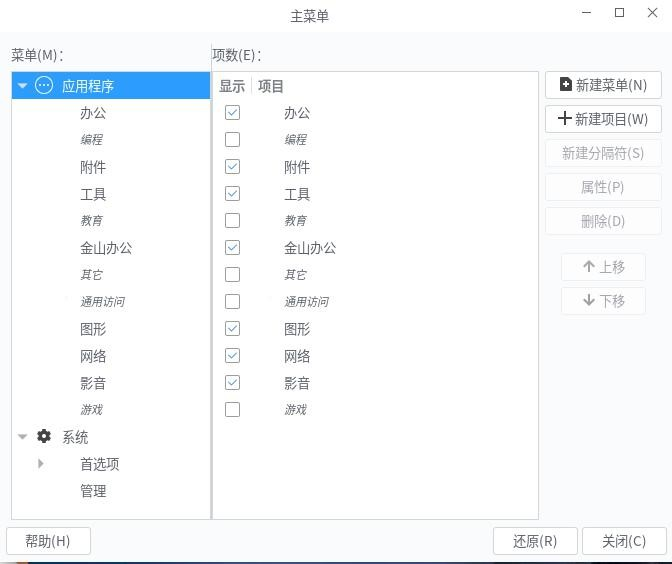 主菜单
菜单(M)：
项数(E)：
应用程序
办公
编程
附件
工具
教育
金山办公
其它
通用访问
图形
网络
影音
游戏
系统
首选项
管理
显示 项目
办公
编程
附件
工具
教育
金山办公
其它
通用访问
图形
网络
影音
游戏
新建菜单(N)
新建项目(W)
新建分隔符(S)
属性(P)
删除(D)
上移
下移
帮助(H)
还原(R)
关闭(C)